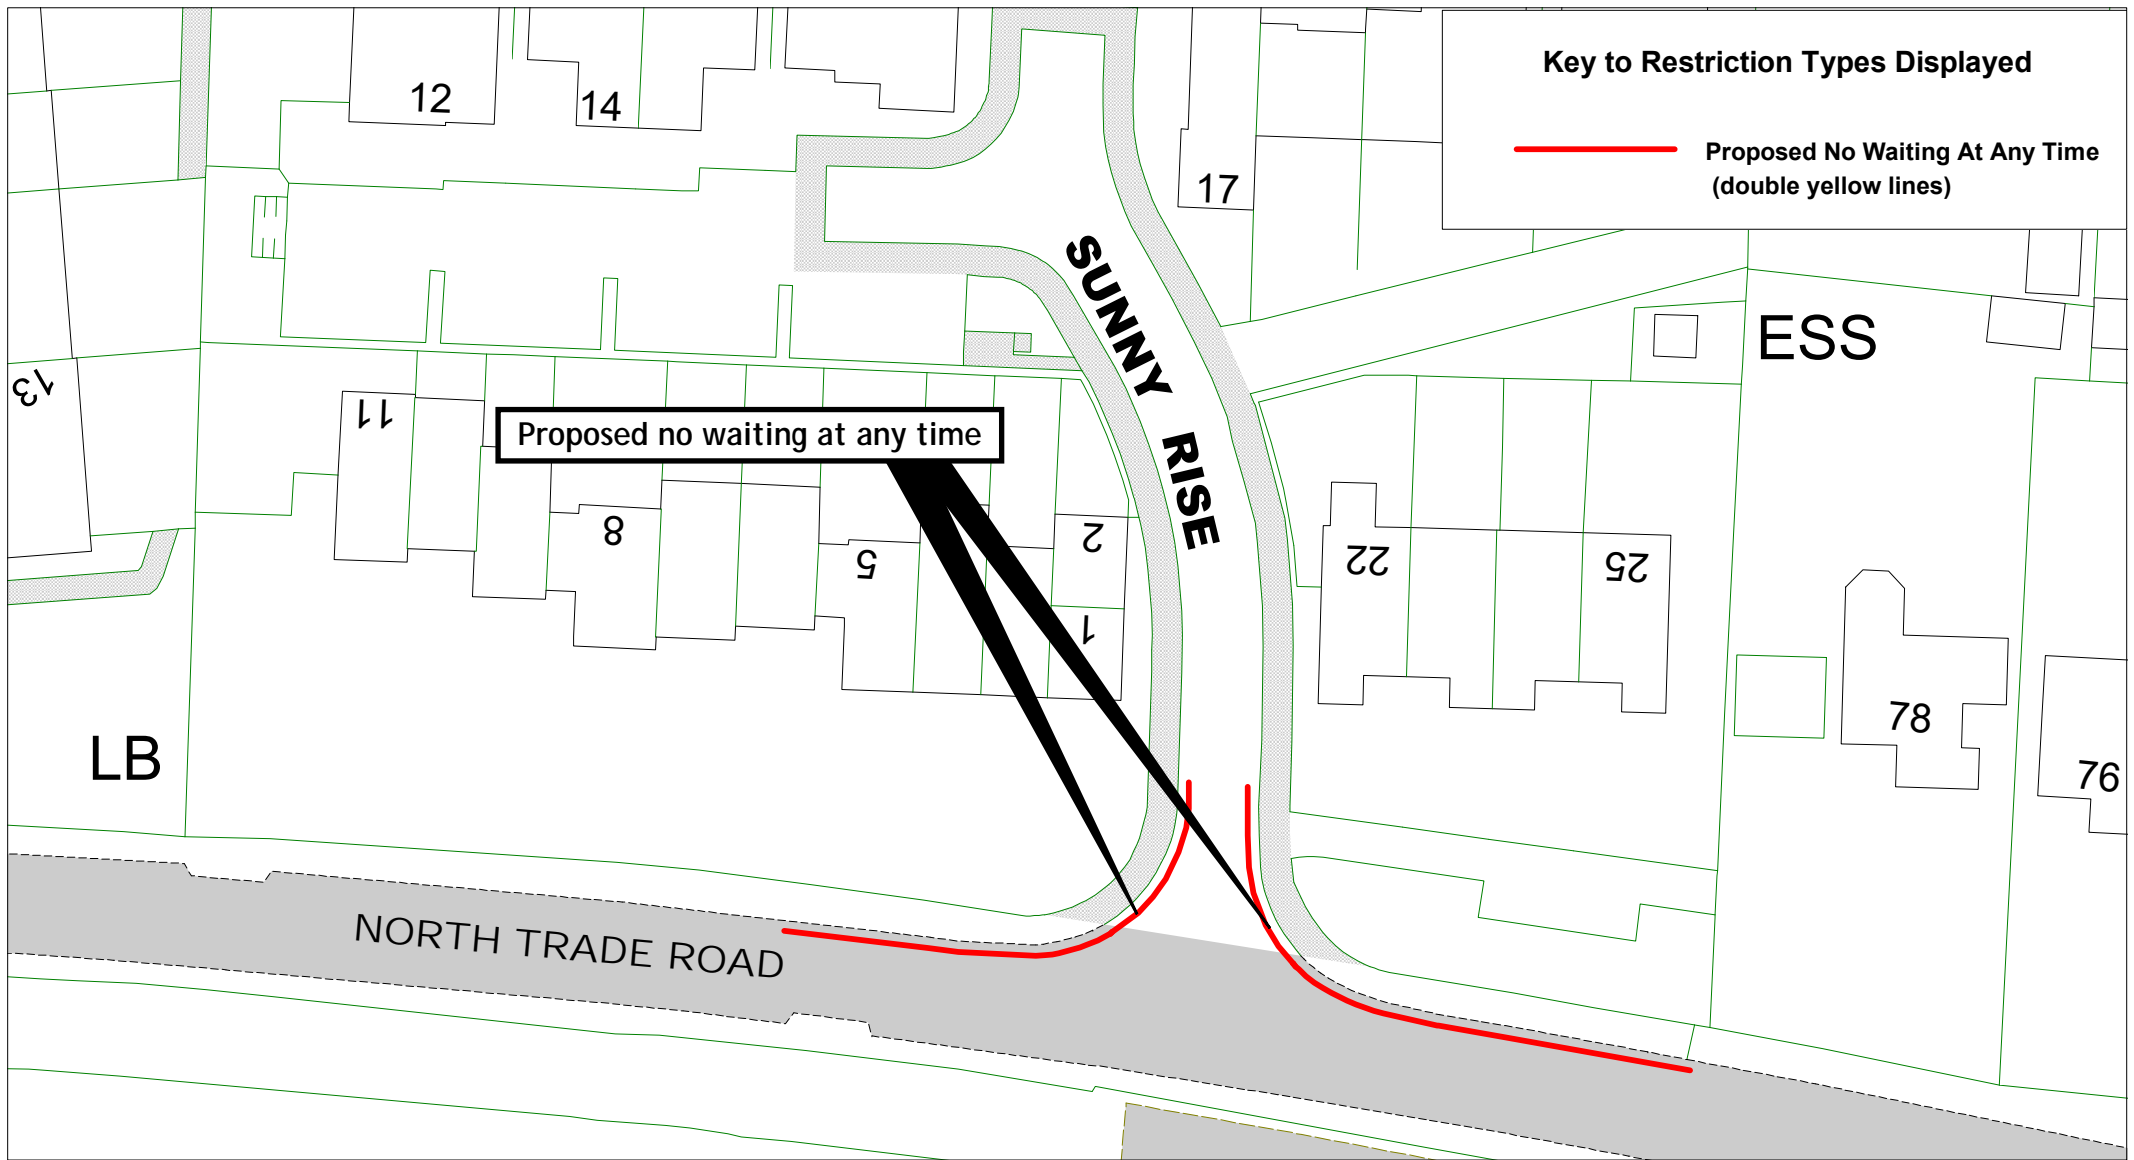 Key to Restriction Types Displayed
Proposed No Waiting At Any Time
(double yellow lines)
12
14
17
SUNNY RISE
ESS
13
11
Proposed no waiting at any time
8
5
2
1
22
25
78
76
LB
NORTH TRADE ROAD